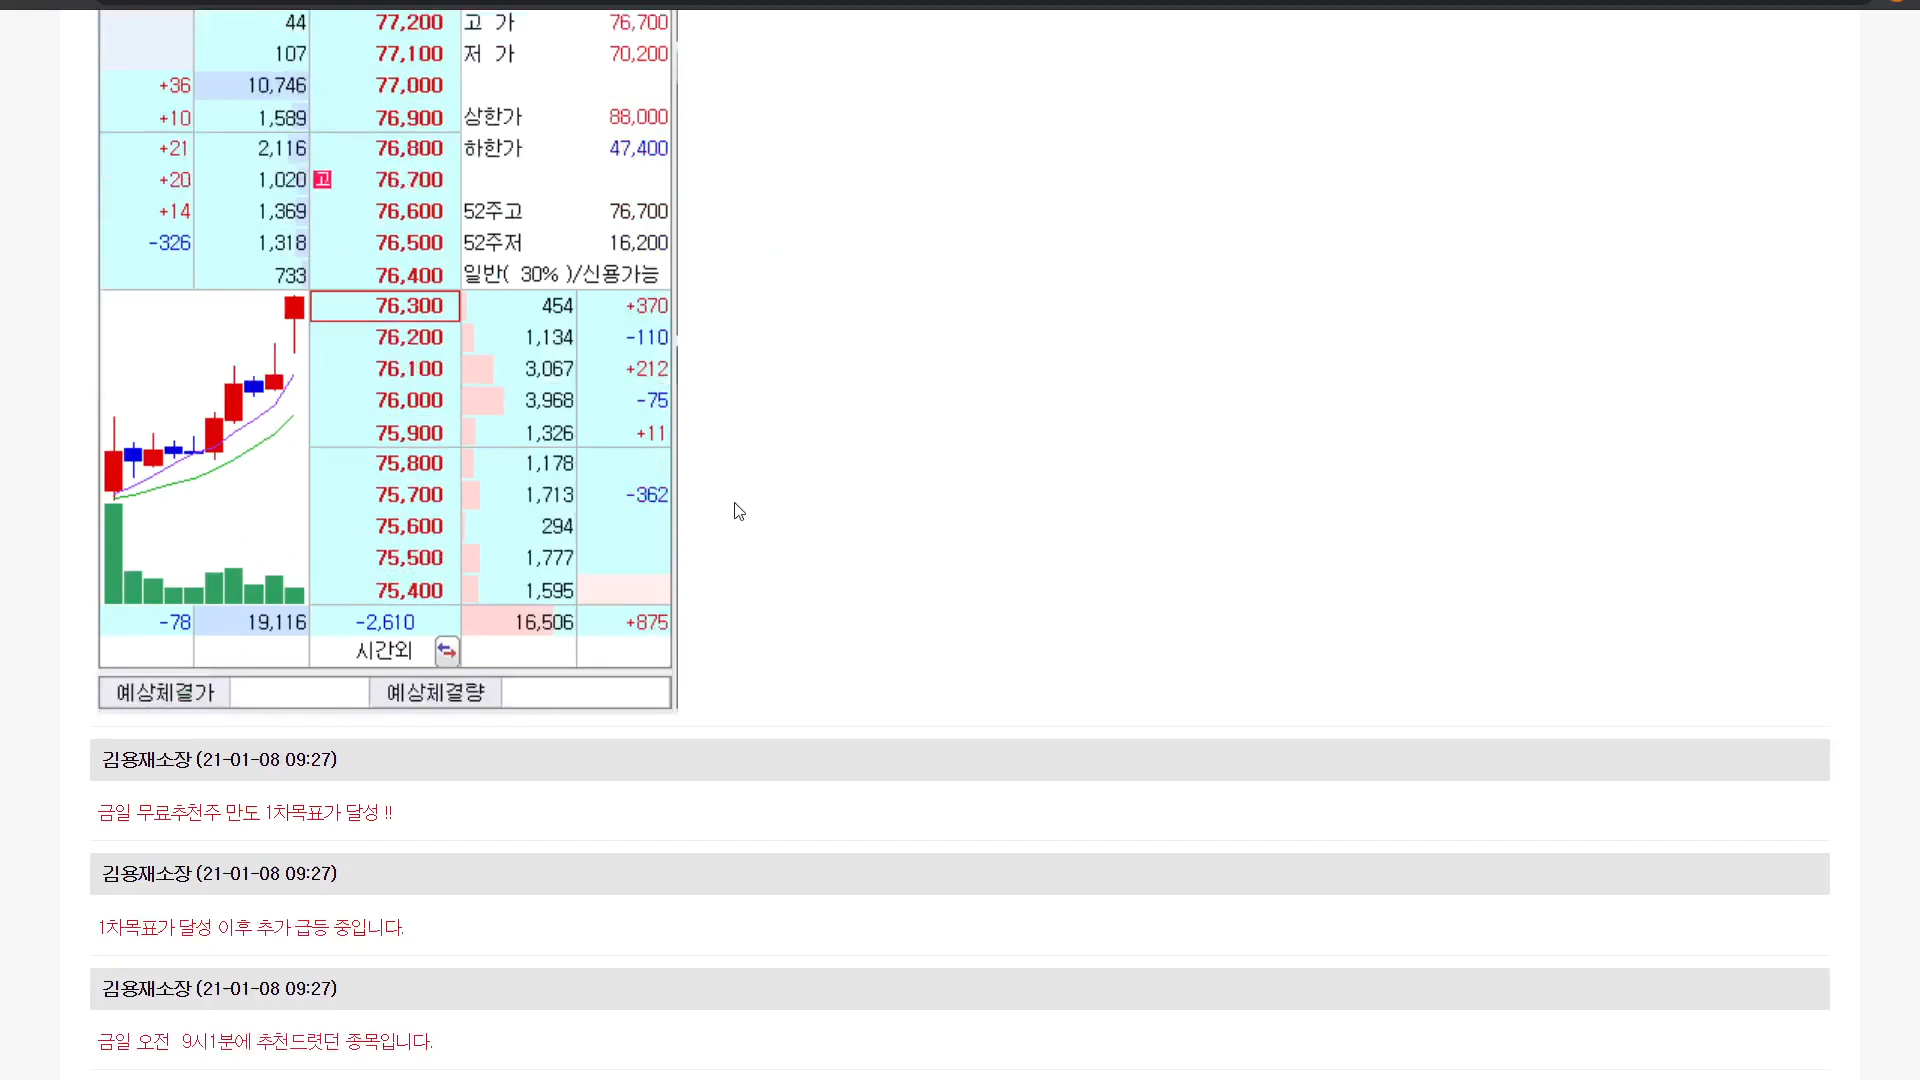 44 77,200 고 가 76,700
107 77,100 저 가 70,200
+36 10,746 77,000
+10 1,589 76,900 상한가 88,000
+21 2,116 76,800 하한가 47,400
+20 1,020 고 76,700
+14 1,369 76,600 52주고 76,700
-326 1,318 76,500 52주저 16,200
733 76,400 일반( 30% )/신용가능
76,300 454 +370
76,200 1,134 -110
76,100 3,067 +212
76,000 3,968 -75
75,900 1,326 +11
75,800 1,178
75,700 1,713 -362
75,600 294
75,500 1,777
75,400 1,595
-78 19,116 -2,610 16,506 +875
시간외
예상체결가 예상체결량
김용재소장 (21-01-08 09:27)
금일 무료추천주 만도 1차목표가 달성 !!
김용재소장 (21-01-08 09:27)
1차목표가 달성 이후 추가 급등 중입니다.
김용재소장 (21-01-08 09:27)
금일 오전 9시1분에 추천드렷던 종목입니다.